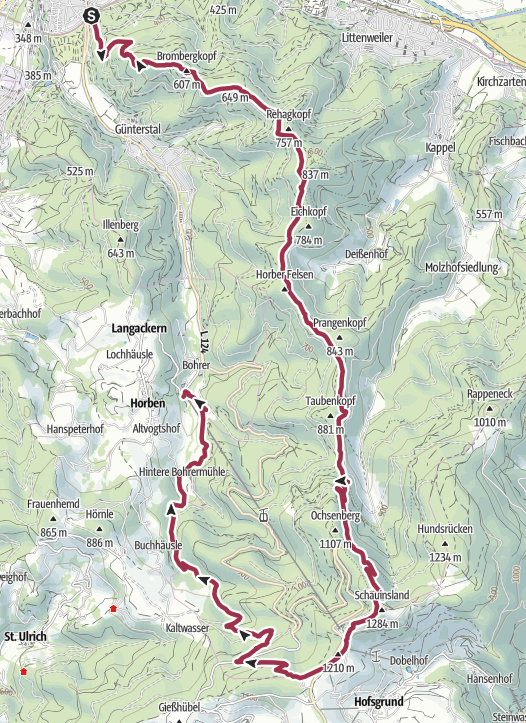 S
425 m
348 m
Littenweiler
Brombergkopf
385 m
607 m
Kirchzarten
649 m
Rehagkopf
Günterstal
757 m
Kappel
525 m
837 m
Eichkopf
557 m
Illenberg
784 m
643 m
Deißenhof
Horber Felsen
Molzhofsiedlung
erbachhof
Prangenkopf
Langackern
L 124
843 m
Lochhäusle
Bohrer
Rappeneck
Horben
Taubenkopf
1010 m
Hanspeterhof
Altvogtshof
881 m
Hintere Bohrermühle
Frauenhemd
Hörnle
Ochsenberg
Hundsrücken
865 m
886 m
Buchhäusle
1107 m
1234 m
Schauinsland
St. Ulrich
Kaltwasser
1284 m
1210 m
Dobelhof
Hofsgrund
Hansenhof
Gießhübel